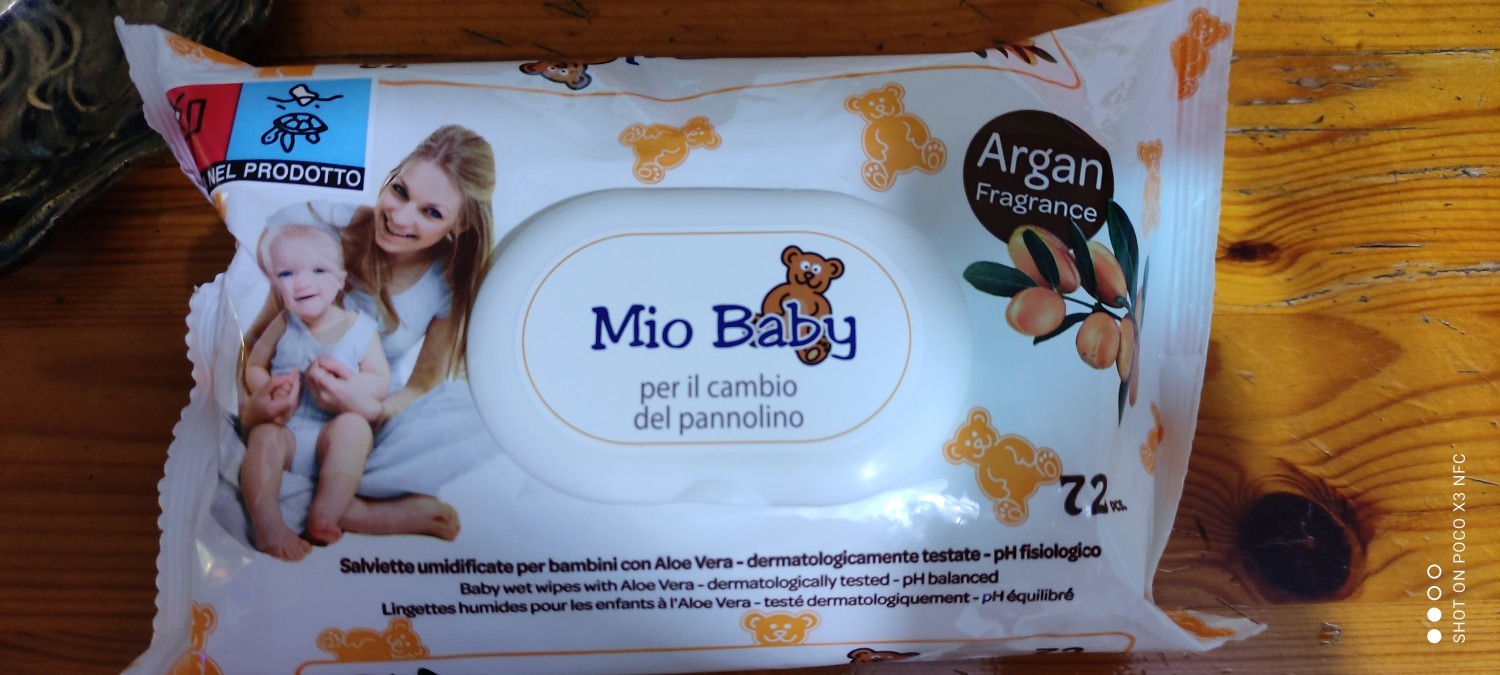 NEL PRODOTTO
Argan
Fragrance
Mio Baby
per il cambio
del pannolino
72 PCS.
Salviette umidificate per bambini con Aloe Vera - dermatologicamente testate - pH fisiologico
Baby wet wipes with Aloe Vera - dermatologically tested - pH balanced
Lingettes humides pour les enfants à l'Aloe Vera - testé dermatologiquement - pH équilibré
SHOT ON POCO X3 NFC